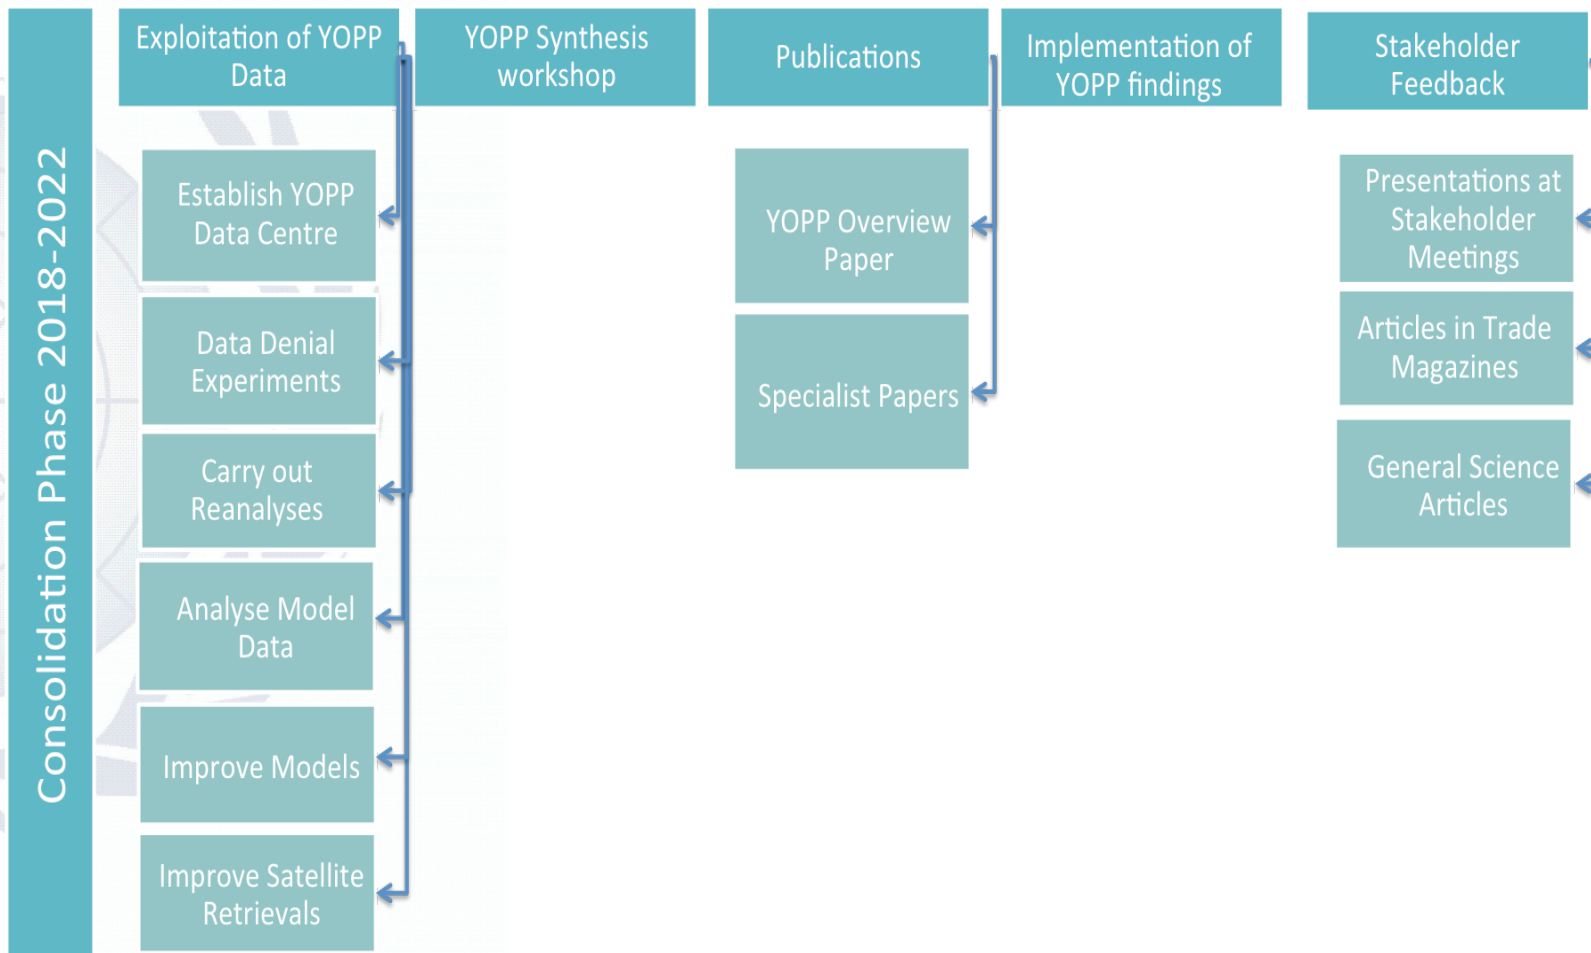 Consolidation Phase 2018-2022
Exploitation of YOPP
Data
YOPP Synthesis
workshop
Publications
Implementation of
YOPP findings
Stakeholder
Feedback
Establish YOPP
Data Centre
Data Denial
Experiments
Carry out
Reanalyses
Analyse Model
Data
Improve Models
Improve Satellite
Retrievals
YOPP Overview
Paper
Specialist Papers
Presentations at
Stakeholder
Meetings
Articles in Trade
Magazines
General Science
Articles